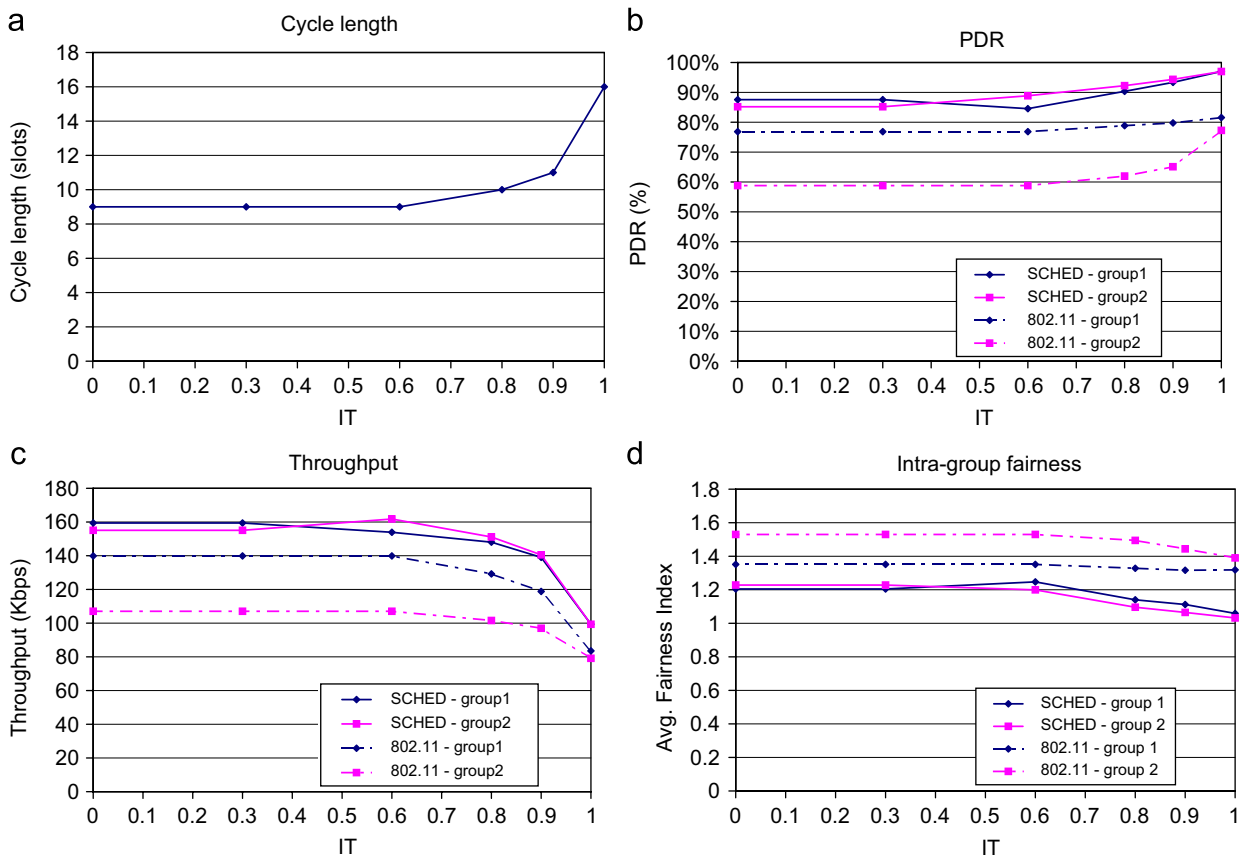 a
Cycle length
Cycle length (slots)
18
16
14
12
10
8
6
4
2
0
0 0.1 0.2 0.3 0.4 0.5 0.6 0.7 0.8 0.9 1
IT
b
PDR
PDR (%)
100%
90%
80%
70%
60%
50%
40%
30%
20%
10%
0%
SCHED - group1
SCHED - group2
802.11 - group1
802.11 - group2
0 0.1 0.2 0.3 0.4 0.5 0.6 0.7 0.8 0.9 1
IT
c
Throughput
Throughput (Kbps)
180
160
140
120
100
80
60
40
20
0
SCHED - group1
SCHED - group2
802.11 - group1
802.11 - group2
0 0.1 0.2 0.3 0.4 0.5 0.6 0.7 0.8 0.9 1
IT
d
Intra-group fairness
Avg. Fairness Index
1.8
1.6
1.4
1.2
1
0.8
0.6
0.4
0.2
0
SCHED - group 1
SCHED - group 2
802.11 - group 1
802.11 - group 2
0 0.1 0.2 0.3 0.4 0.5 0.6 0.7 0.8 0.9 1
IT